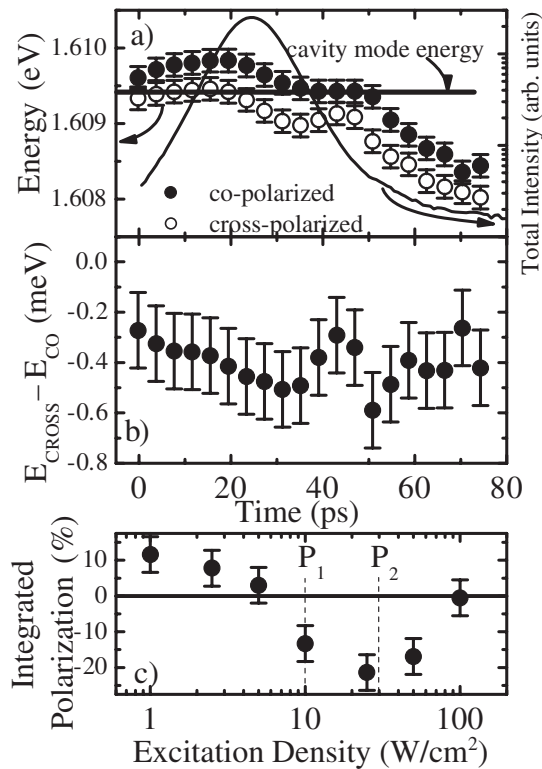 a)
1.610
1.609
1.608
Energy (eV)
cavity mode energy
co-polarized
cross-polarized
Total Intensity (arb. units)
0.0
-0.2
-0.4
-0.6
-0.8
E_CROSS – E_CO (meV)
b)
0 20 40 60 80
Time (ps)
10
0
-10
-20
Integrated
Polarization (%)
P_1 P_2
c)
1 10 100
Excitation Density (W/cm²)